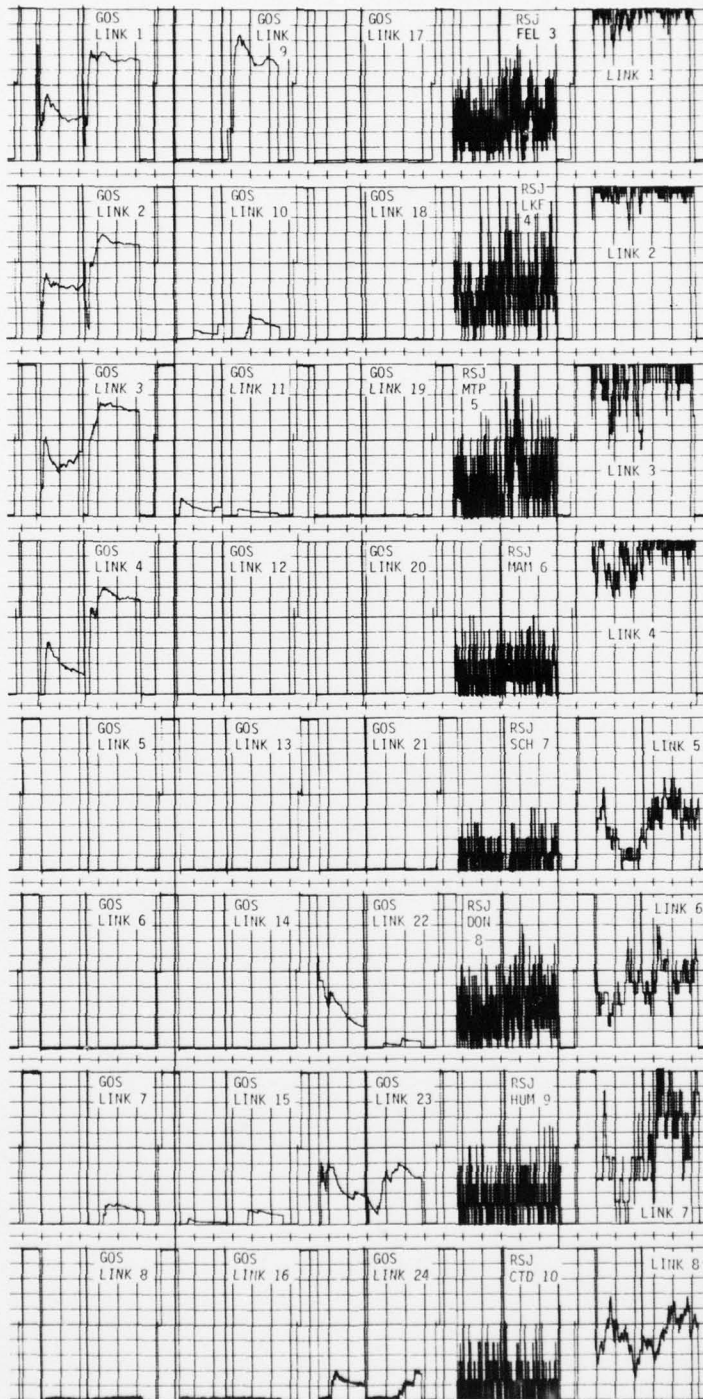 GOS
LINK 1
GOS
LINK
9
GOS
LINK 17
RSJ
FEL 3
LINK 1
GOS
LINK 2
GOS
LINK 10
GOS
LINK 18
RSJ
LKF
4
LINK 2
GOS
LINK 3
GOS
LINK 11
GOS
LINK 19
RSJ
MTP
5
LINK 3
GOS
LINK 4
GOS
LINK 12
GOS
LINK 20
RSJ
MAM 6
LINK 4
GOS
LINK 5
GOS
LINK 13
GOS
LINK 21
RSJ
SCH 7
LINK 5
GOS
LINK 6
GOS
LINK 14
GOS
LINK 22
RSJ
DON
8
LINK 6
GOS
LINK 7
GOS
LINK 15
GOS
LINK 23
RSJ
HUM 9
LINK 7
GOS
LINK 8
GOS
LINK 16
GOS
LINK 24
RSJ
CTD 10
LINK 8